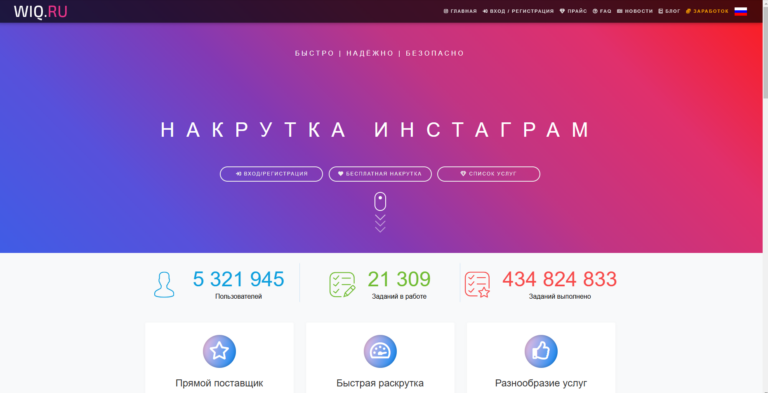 WIQ.RU
ГЛАВНАЯ ВХОД / РЕГИСТРАЦИЯ ПРАЙС FAQ НОВОСТИ БЛОГ ЗАРАБОТОК
БЫСТРО | НАДЁЖНО | БЕЗОПАСНО
НАКРУТКА ИНСТАГРАМ
ВХОД/РЕГИСТРАЦИЯ БЕСПЛАТНАЯ НАКРУТКА СПИСОК УСЛУГ
5 321 945 21 309 434 824 833
Пользователей Заданий в работе Заданий выполнено
Прямой поставщик Быстрая раскрутка Разнообразие услуг